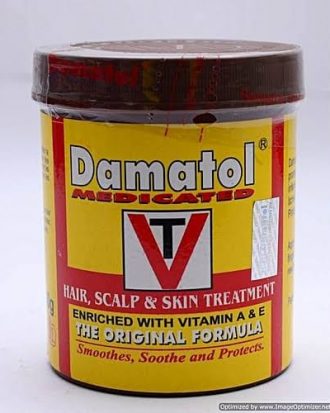 Damatol®
MEDICATED
TV
HAIR, SCALP & SKIN TREATMENT
ENRICHED WITH VITAMIN A & E
THE ORIGINAL FORMULA
Smoothes, Soothe and Protects.
Optimized by www.ImageOptimizer.net